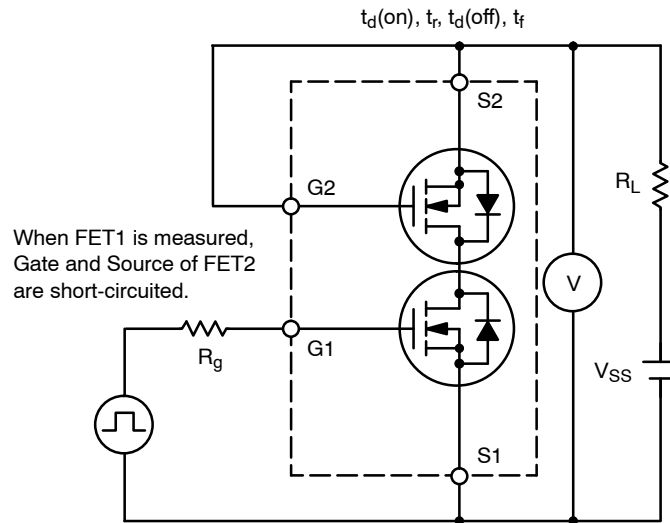 td(on), tr, td(off), tf
S2
G2
RL
When FET1 is measured,
Gate and Source of FET2
are short-circuited.
V
Rg
G1
VSS
S1